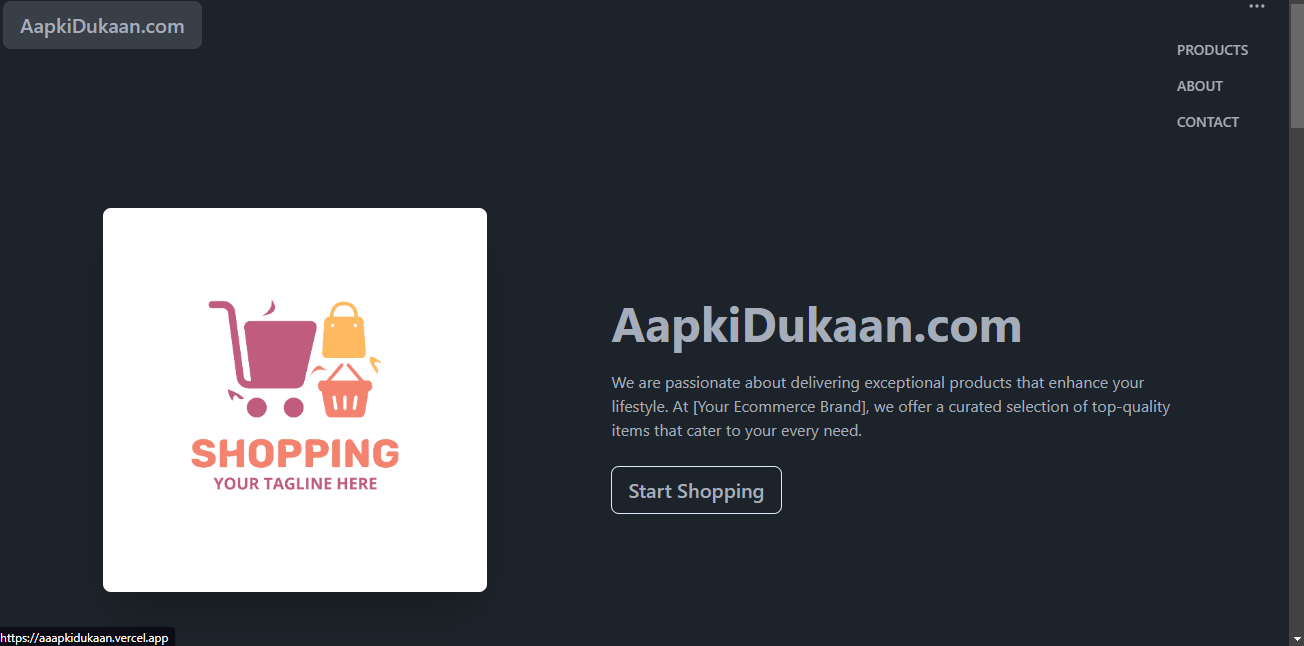 AapkiDukaan.com
PRODUCTS
ABOUT
CONTACT
SHOPPING
YOUR TAGLINE HERE
AapkiDukaan.com
We are passionate about delivering exceptional products that enhance your
lifestyle. At [Your Ecommerce Brand], we offer a curated selection of top-quality
items that cater to your every need.
Start Shopping
https://aaapkidukaan.vercel.app